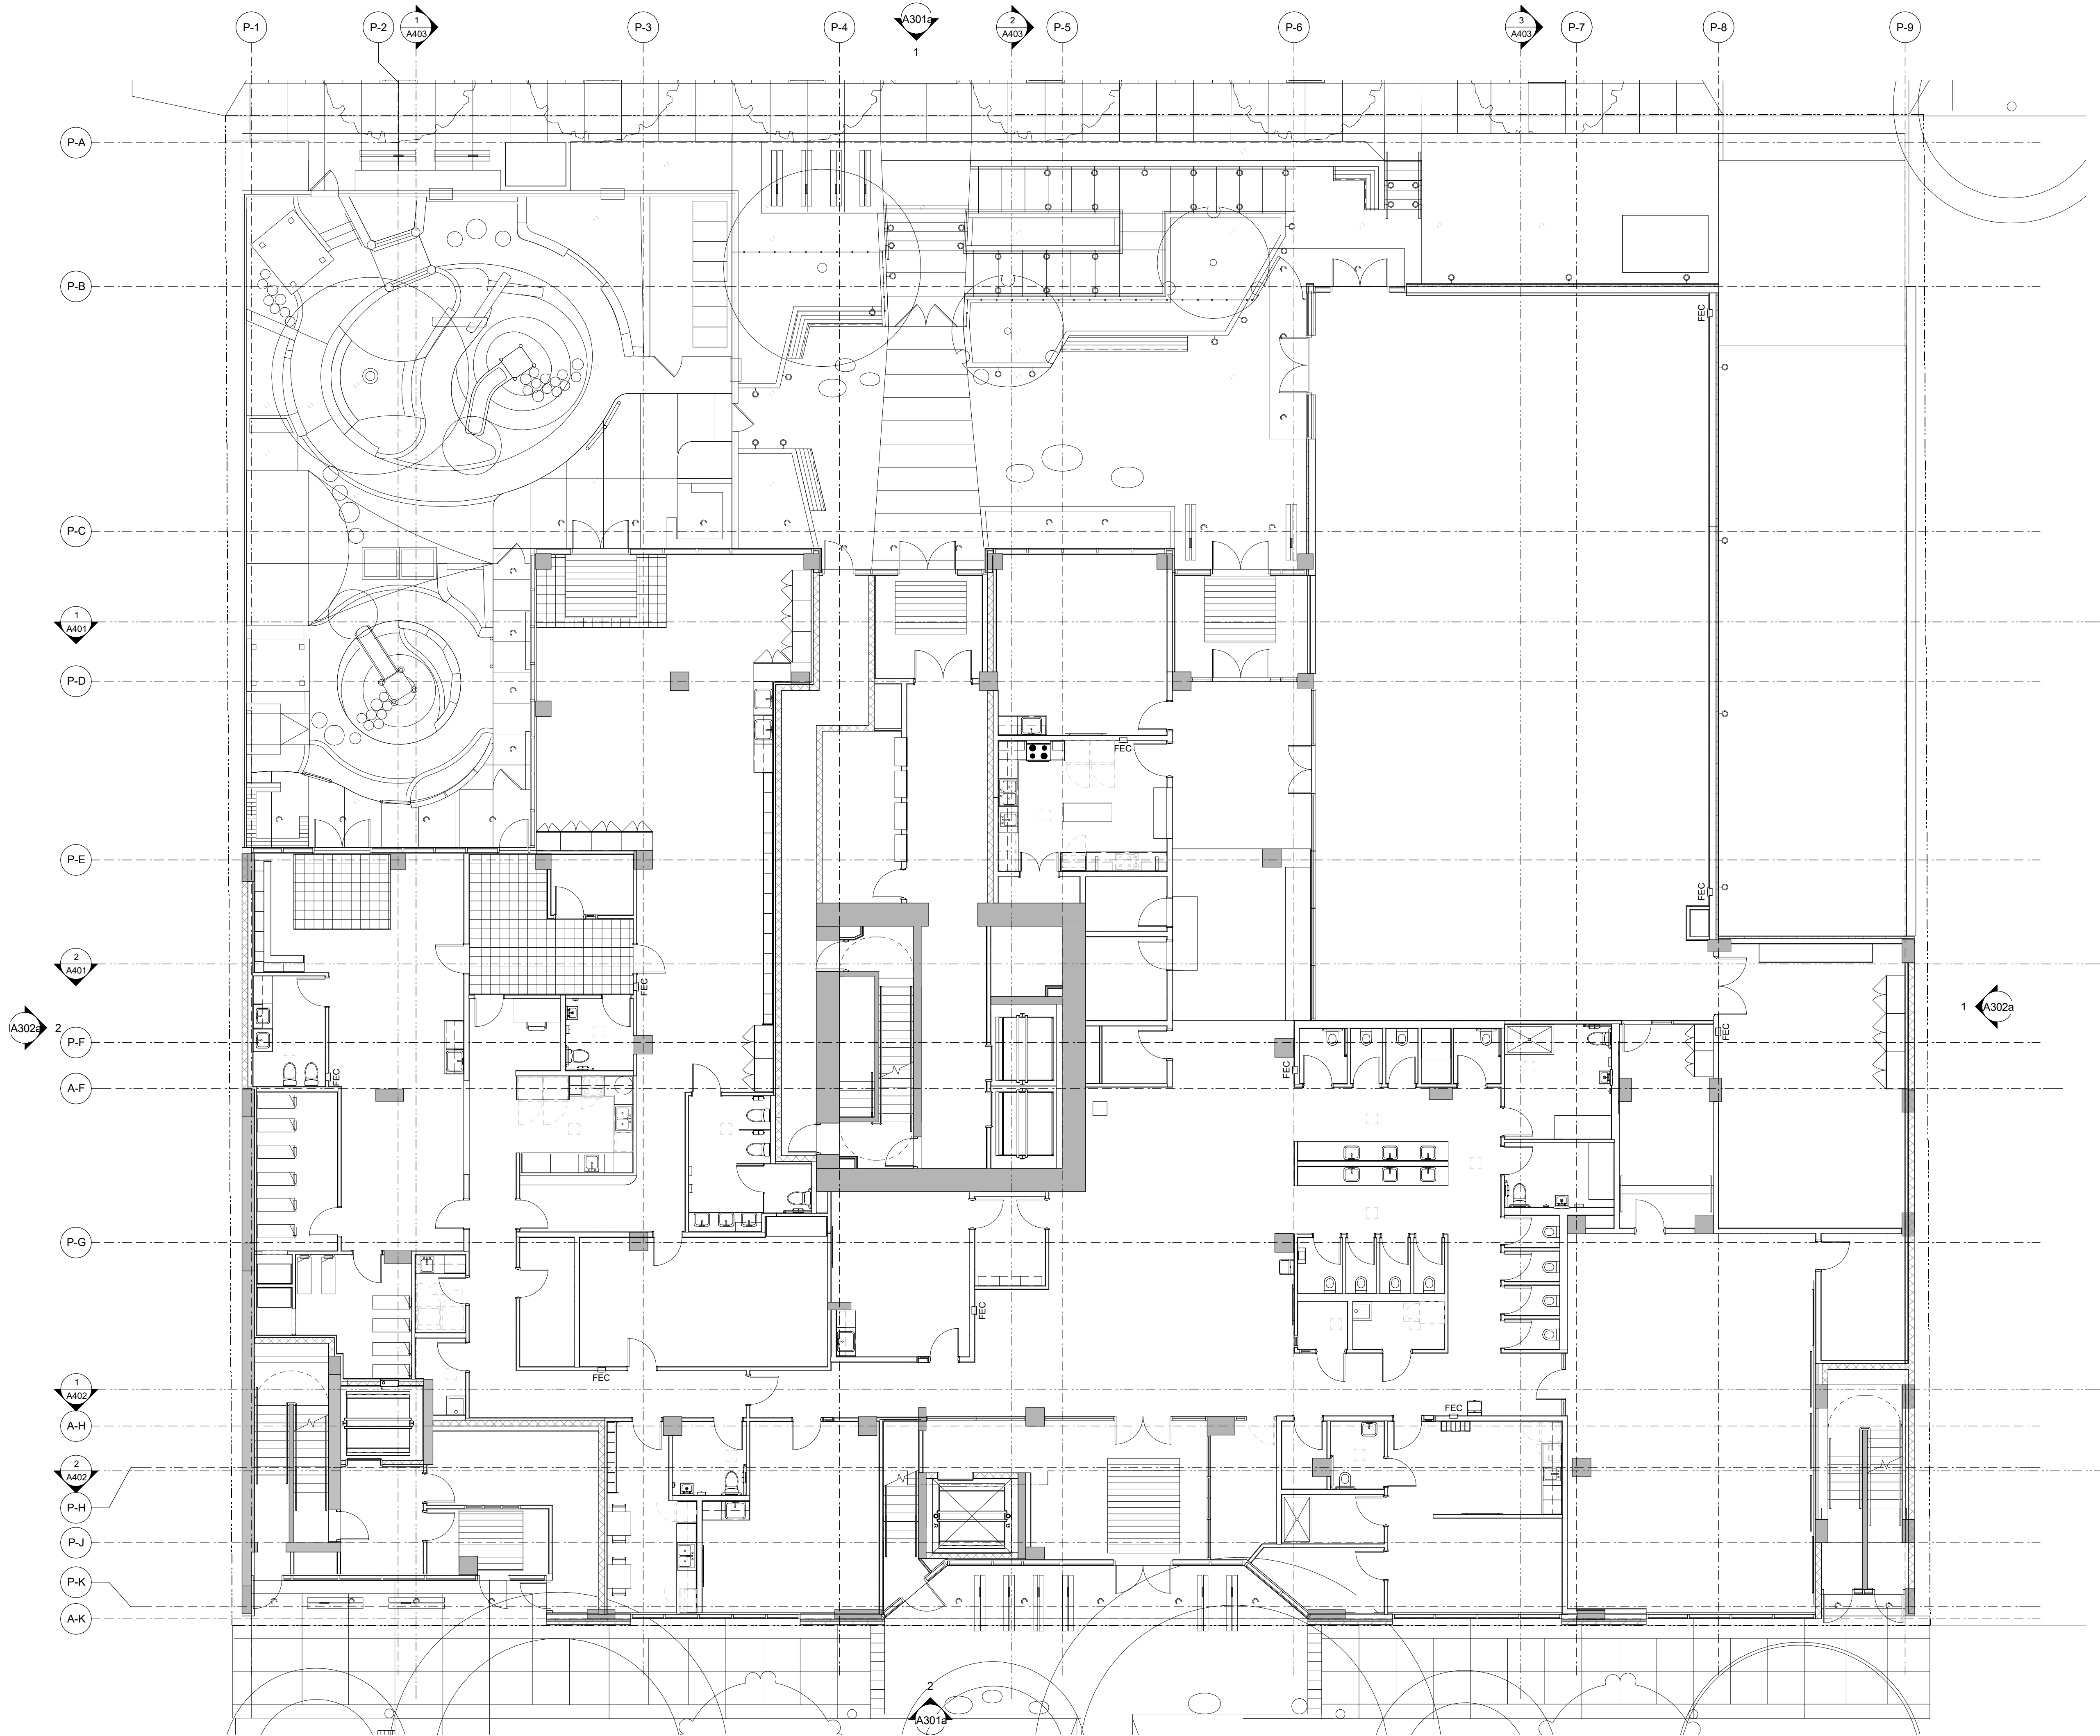 P-1
P-2
1
A403
P-3
P-4
A301a
1
2
A403
P-5
P-6
3
A403
P-7
P-8
P-9
P-A
P-B
FEC
P-C
1
A401
P-D
FEC
P-E
FEC
2
A401
FEC
A302a
2
1
A302a
P-F
FEC
FEC
FEC
A-F
P-G
FEC
FEC
1
A402
FEC
A-H
2
A402
P-H
P-J
P-K
A-K
2
A301a